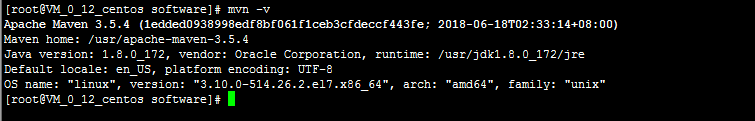 [root@VM_0_12_centos software]# mvn -v
Apache Maven 3.5.4 (1edded0938998edf8bf061f1ceb3cfdeccf443fe; 2018-06-18T02:33:14+08:00)
Maven home: /usr/apache-maven-3.5.4
Java version: 1.8.0_172, vendor: Oracle Corporation, runtime: /usr/jdk1.8.0_172/jre
Default locale: en_US, platform encoding: UTF-8
OS name: "linux", version: "3.10.0-514.26.2.el7.x86_64", arch: "amd64", family: "unix"
[root@VM_0_12_centos software]#